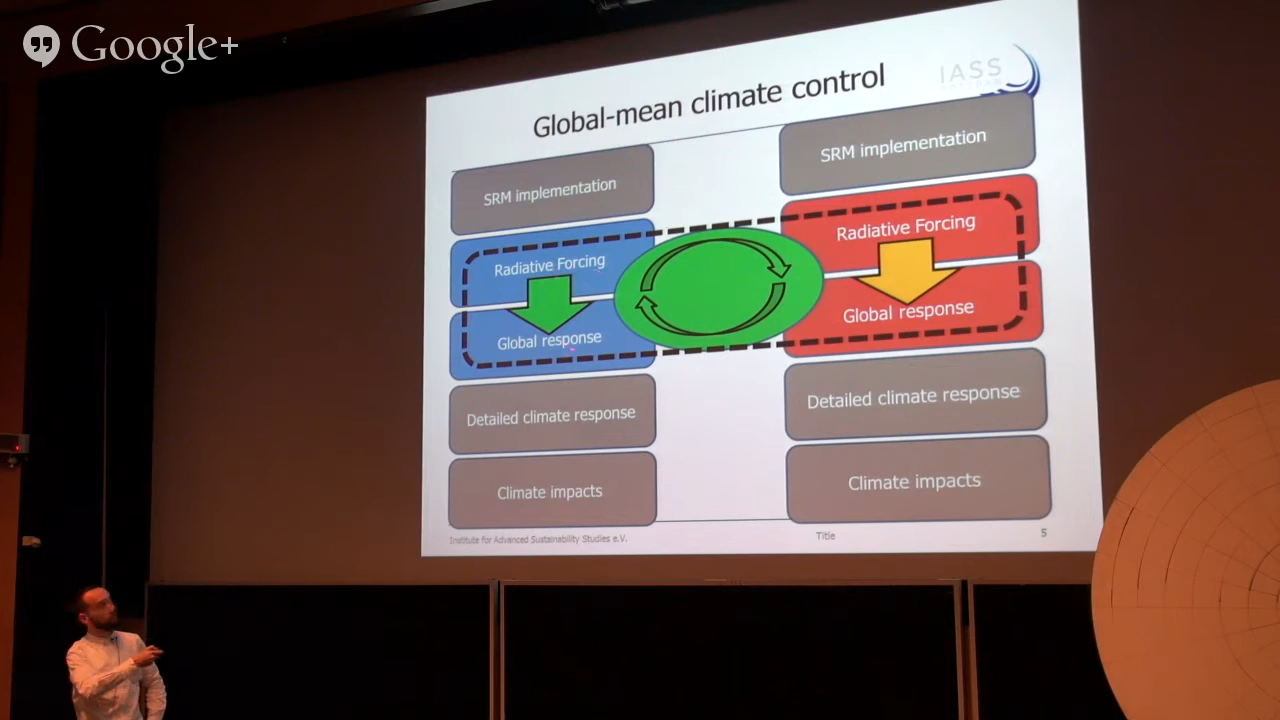 Google+
Global-mean climate control
IASS
SRM implementation
Radiative Forcing
Global response
Detailed climate response
Climate impacts
SRM implementation
Radiative Forcing
Global response
Detailed climate response
Climate impacts
Institute for Advanced Sustainability Studies e.V.
Title
5